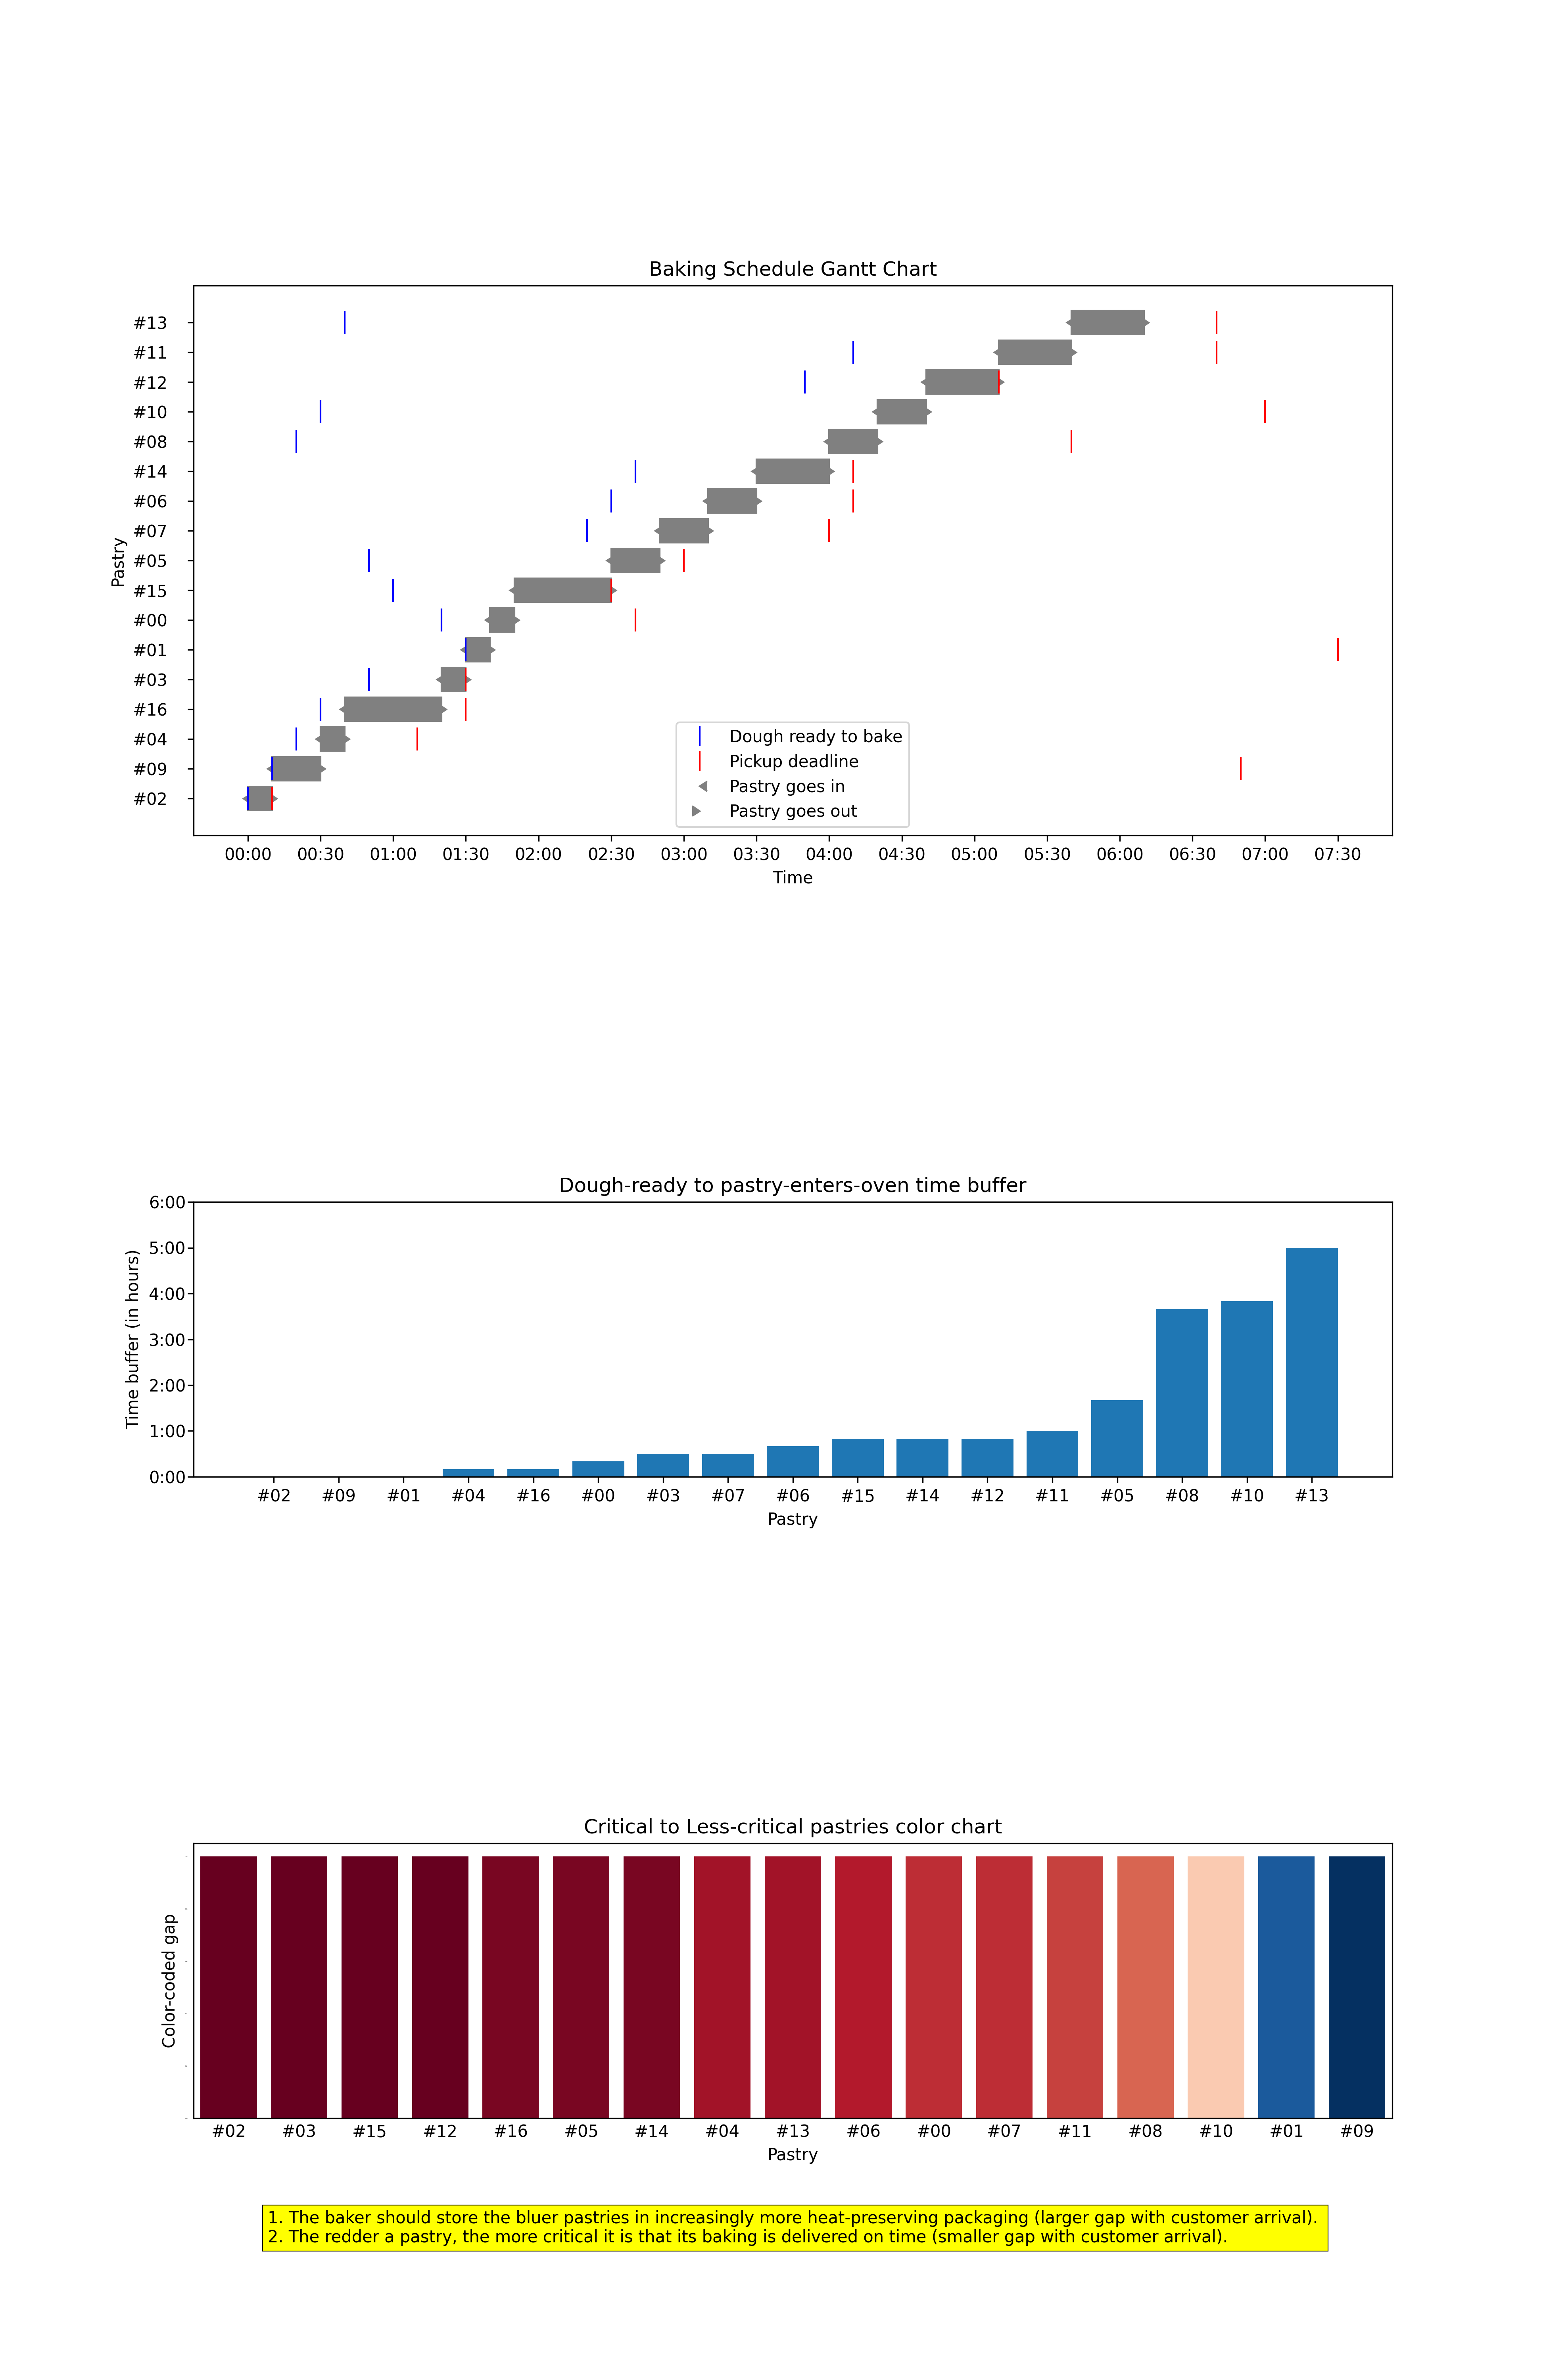 Baking Schedule Gantt Chart
Pastry
#13
#11
#12
#10
#08
#14
#06
#07
#05
#15
#00
#01
#03
#16
#04
#09
#02
Dough ready to bake
Pickup deadline
Pastry goes in
Pastry goes out
00:00 00:30 01:00 01:30 02:00 02:30 03:00 03:30 04:00 04:30 05:00 05:30 06:00 06:30 07:00 07:30
Time
Dough-ready to pastry-enters-oven time buffer
Time buffer (in hours)
6:00
5:00
4:00
3:00
2:00
1:00
0:00
#02 #09 #01 #04 #16 #00 #03 #07 #06 #15 #14 #12 #11 #05 #08 #10 #13
Pastry
Critical to Less-critical pastries color chart
Color-coded gap
#02 #03 #15 #12 #16 #05 #14 #04 #13 #06 #00 #07 #11 #08 #10 #01 #09
Pastry
1. The baker should store the bluer pastries in increasingly more heat-preserving packaging (larger gap with customer arrival).
2. The redder a pastry, the more critical it is that its baking is delivered on time (smaller gap with customer arrival).